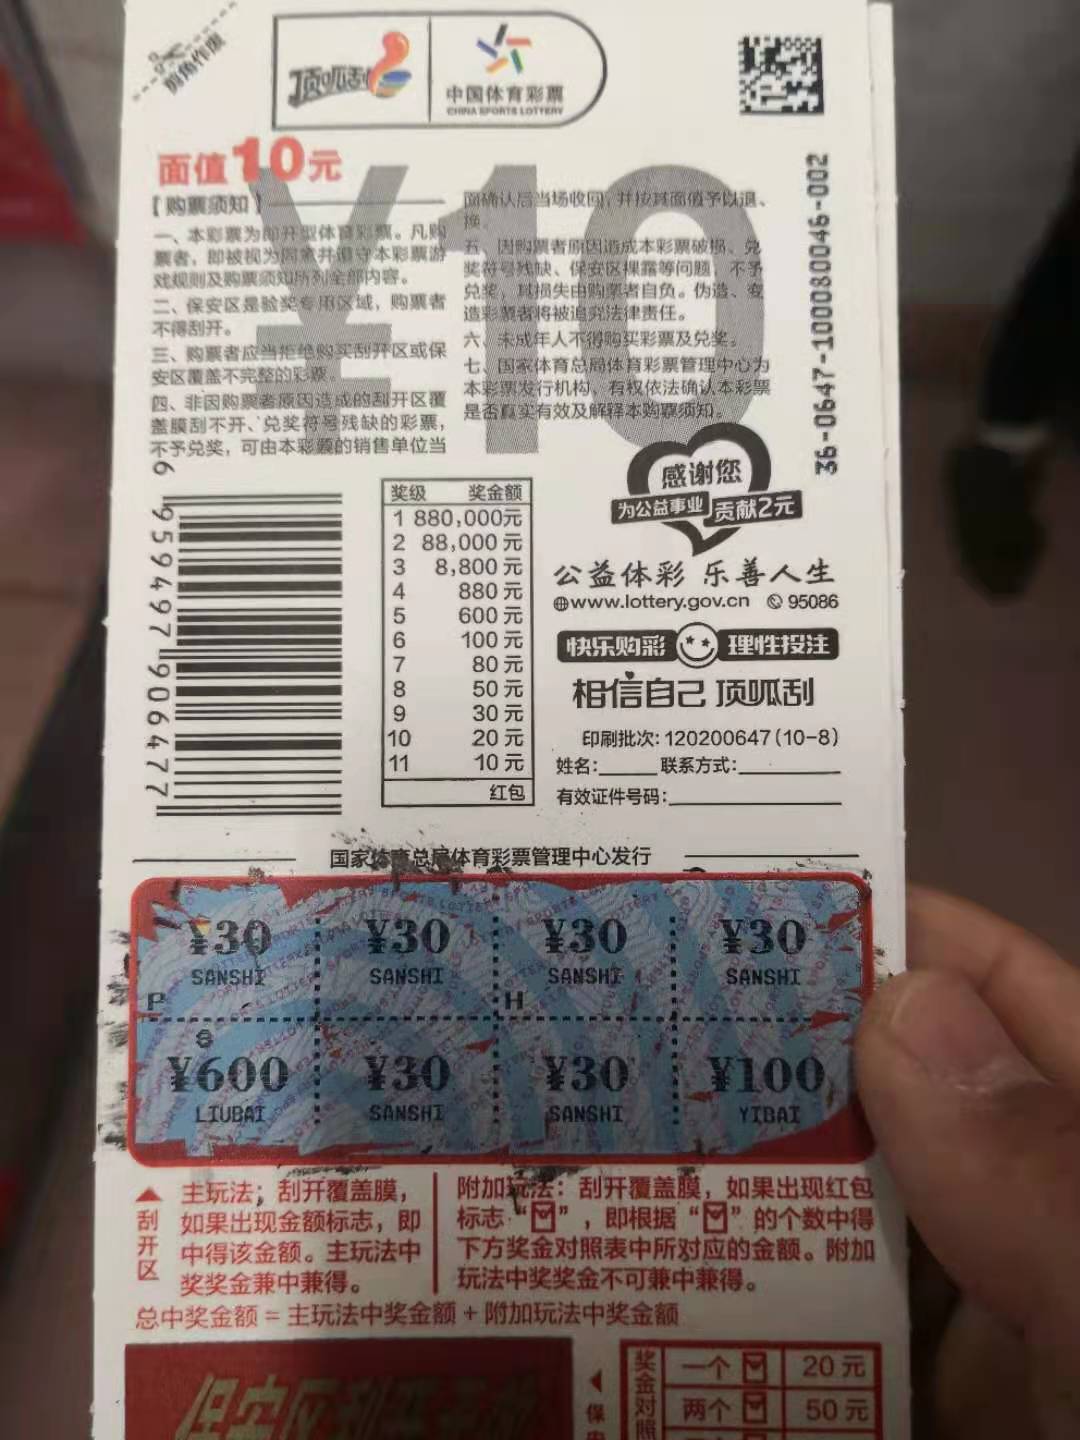 剪角作废
顶呱刮
中国体育彩票
CHINA SPORTS LOTTERY
面值10元
¥10
36-0647-1000800046-002
【购票须知】
一、本彩票为即开型体育彩票。凡购
票者，即被视为同意并遵守本彩票游
戏规则及购票须知所列全部内容。
二、保安区是验奖专用区域，购票者
不得刮开。
三、购票者应当拒绝购买刮开区或保
安区覆盖不完整的彩票。
四、非因购票者原因造成的刮开区覆
盖膜刮不开、兑奖符号残缺的彩票，
不予兑奖，可由本彩票的销售单位当
面确认后当场收回，并按其面值予以退、
换。
五、因购票者原因造成本彩票破损、兑
奖符号残缺、保安区裸露等问题，不予
兑奖，其损失由购票者自负。伪造、变
造彩票者将被追究法律责任。
六、未成年人不得购买彩票及兑奖。
七、国家体育总局体育彩票管理中心为
本彩票发行机构，有权依法确认本彩票
是否真实有效及解释本购票须知。
6 959497 906477
奖级 奖金额
1 880,000元
2 88,000元
3 8,800元
4 880元
5 600元
6 100元
7 80元
8 50元
9 30元
10 20元
11 10元
红包
感谢您
为公益事业 贡献2元
公益体彩 乐善人生
www.lottery.gov.cn 95086
快乐购彩 理性投注
相信自己 顶呱刮
印刷批次:120200647(10-8)
姓名:_____联系方式:_________
有效证件号码:_______________
国家体育总局体育彩票管理中心发行
¥30 ¥30 ¥30 ¥30
SANSHI SANSHI SANSHI SANSHI
P H
8
¥600 ¥30 ¥30 ¥100
LIUBAI SANSHI SANSHI YIBAI
刮开区
主玩法：刮开覆盖膜，
如果出现金额标志，即
中得该金额。主玩法中
奖奖金兼中兼得。
附加玩法：刮开覆盖膜，如果出现红包
标志“”，即根据“”的个数中得
下方奖金对照表中所对应的金额。附加
玩法中奖奖金不可兼中兼得。
总中奖金额 = 主玩法中奖金额 + 附加玩法中奖金额
奖金对照
一个 20元
两个 50元
保